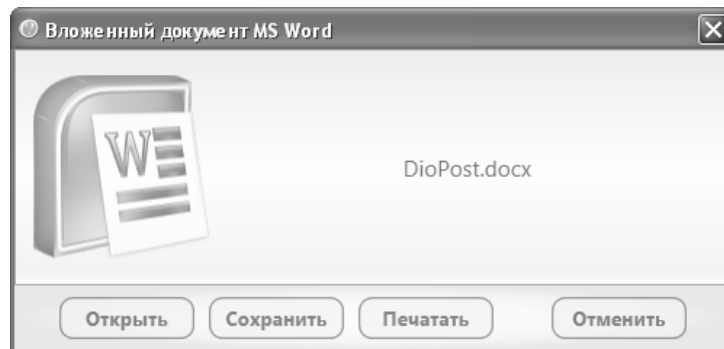 Вложенный документ MS Word
W
DioPost.docx
Открыть Сохранить Печатать Отменить